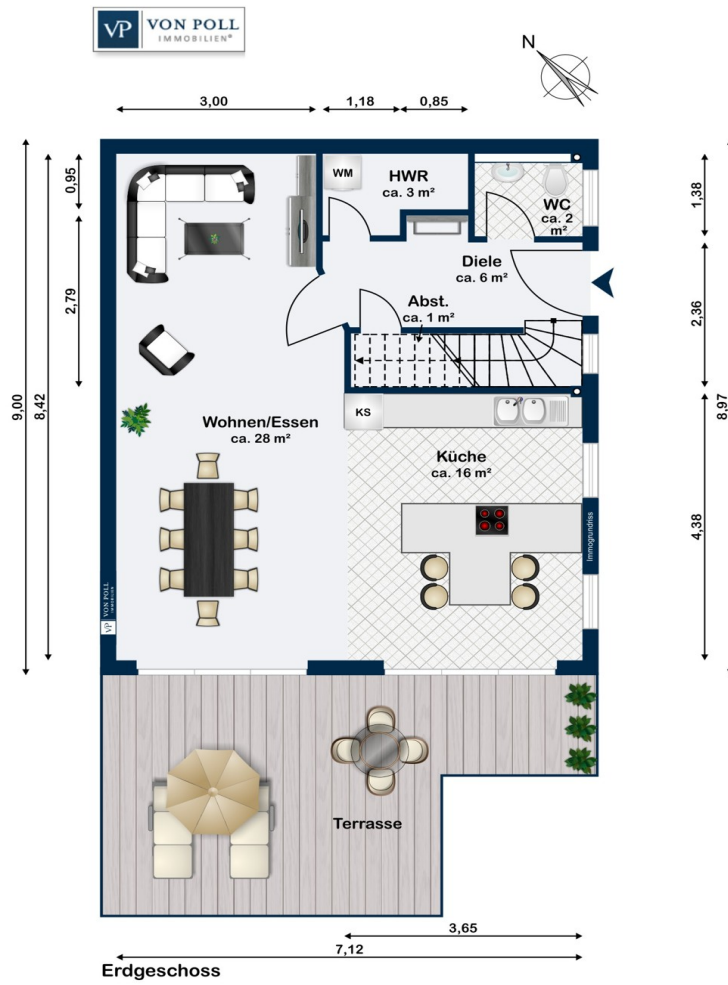 VP VON POLL
IMMOBILIEN®
N
3,00
1,18
0,85
9,00
8,42
0,95
2,79
1,38
2,36
8,97
4,38
WM
HWR
ca. 3 m²
WC
ca. 2
m²
Diele
ca. 6 m²
Abst.
ca. 1 m²
KS
Wohnen/Essen
ca. 28 m²
Küche
ca. 16 m²
Immogrundriss
VP VON POLL
IMMOBILIEN
Terrasse
3,65
7,12
Erdgeschoss